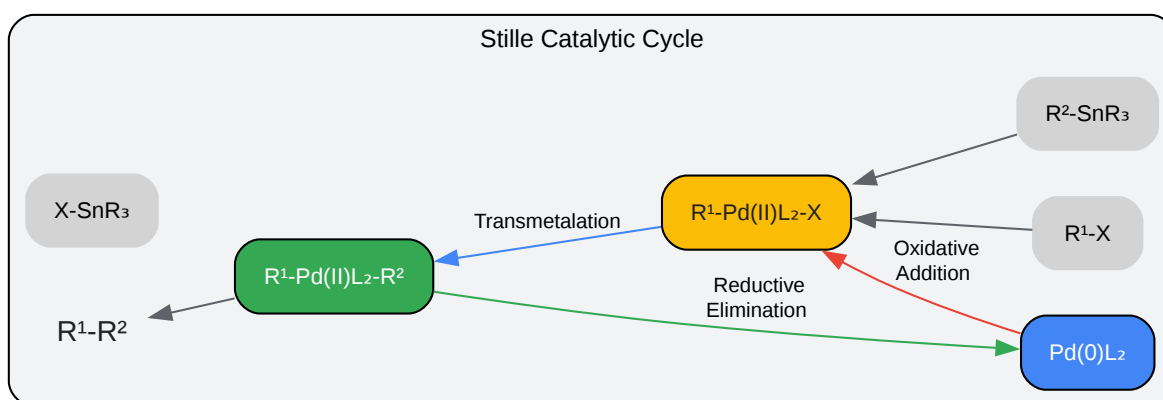 Stille Catalytic Cycle
R²-SnR₃
X-SnR₃
R¹-Pd(II)L₂-X
R¹-X
Transmetalation
Oxidative
Addition
R¹-Pd(II)L₂-R²
Reductive
Elimination
R¹-R²
Pd(0)L₂